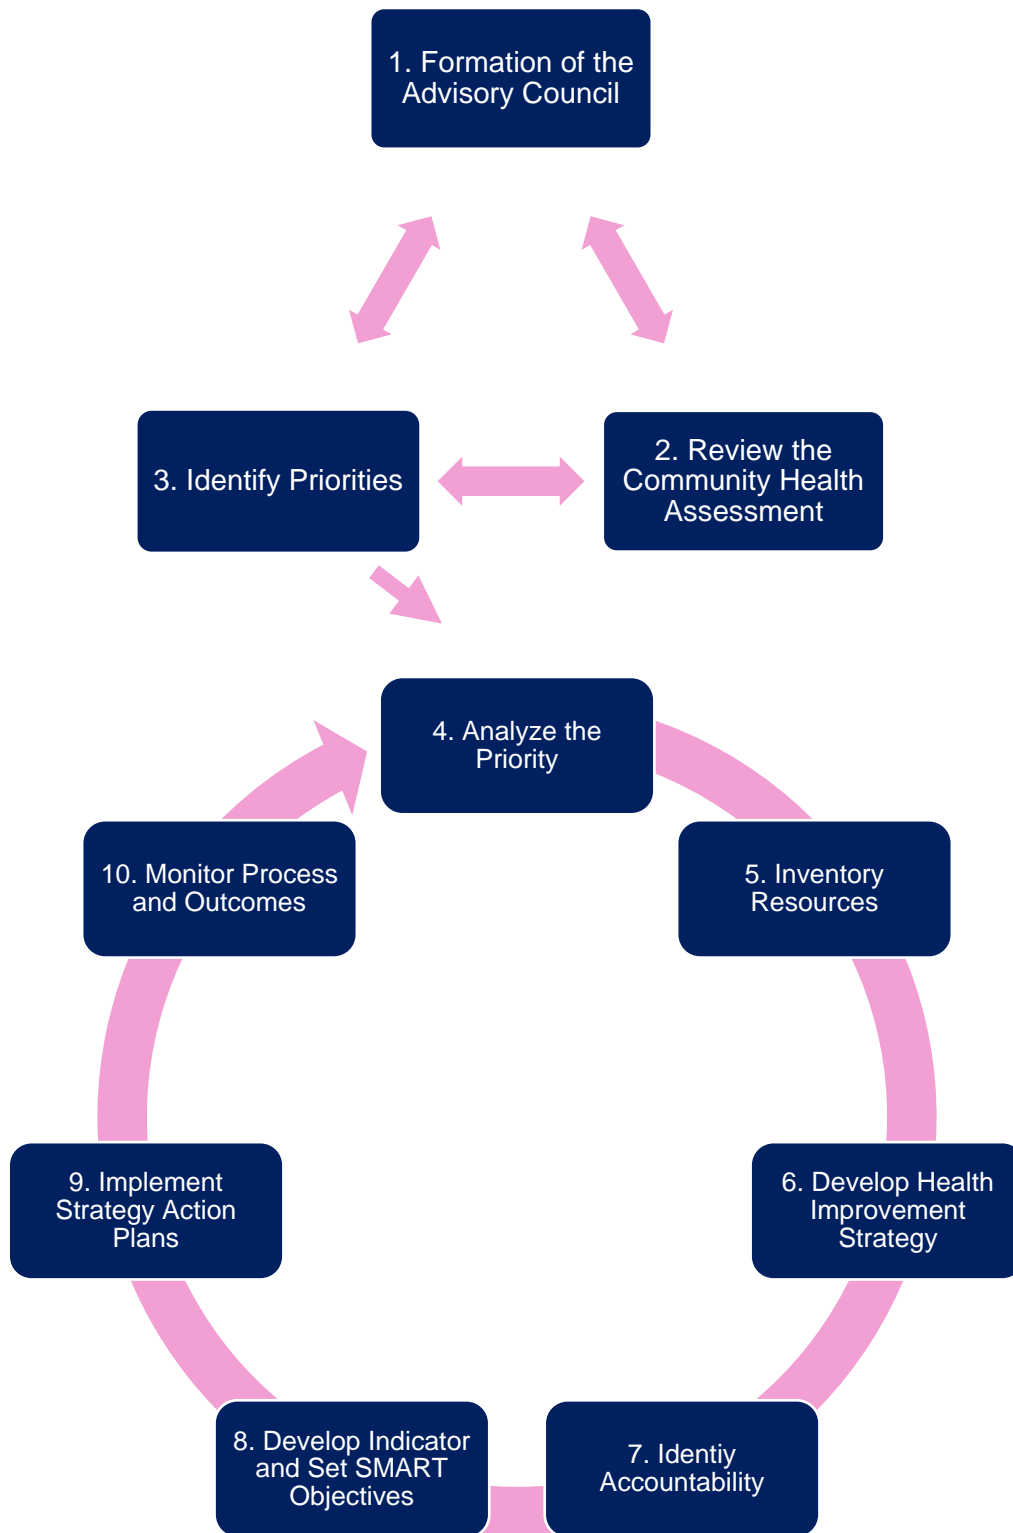 1. Formation of the
Advisory Council
3. Identify Priorities
2. Review the
Community Health
Assessment
4. Analyze the
Priority
5. Inventory
Resources
6. Develop Health
Improvement
Strategy
7. Identiy
Accountability
8. Develop Indicator
and Set SMART
Objectives
9. Implement
Strategy Action
Plans
10. Monitor Process
and Outcomes